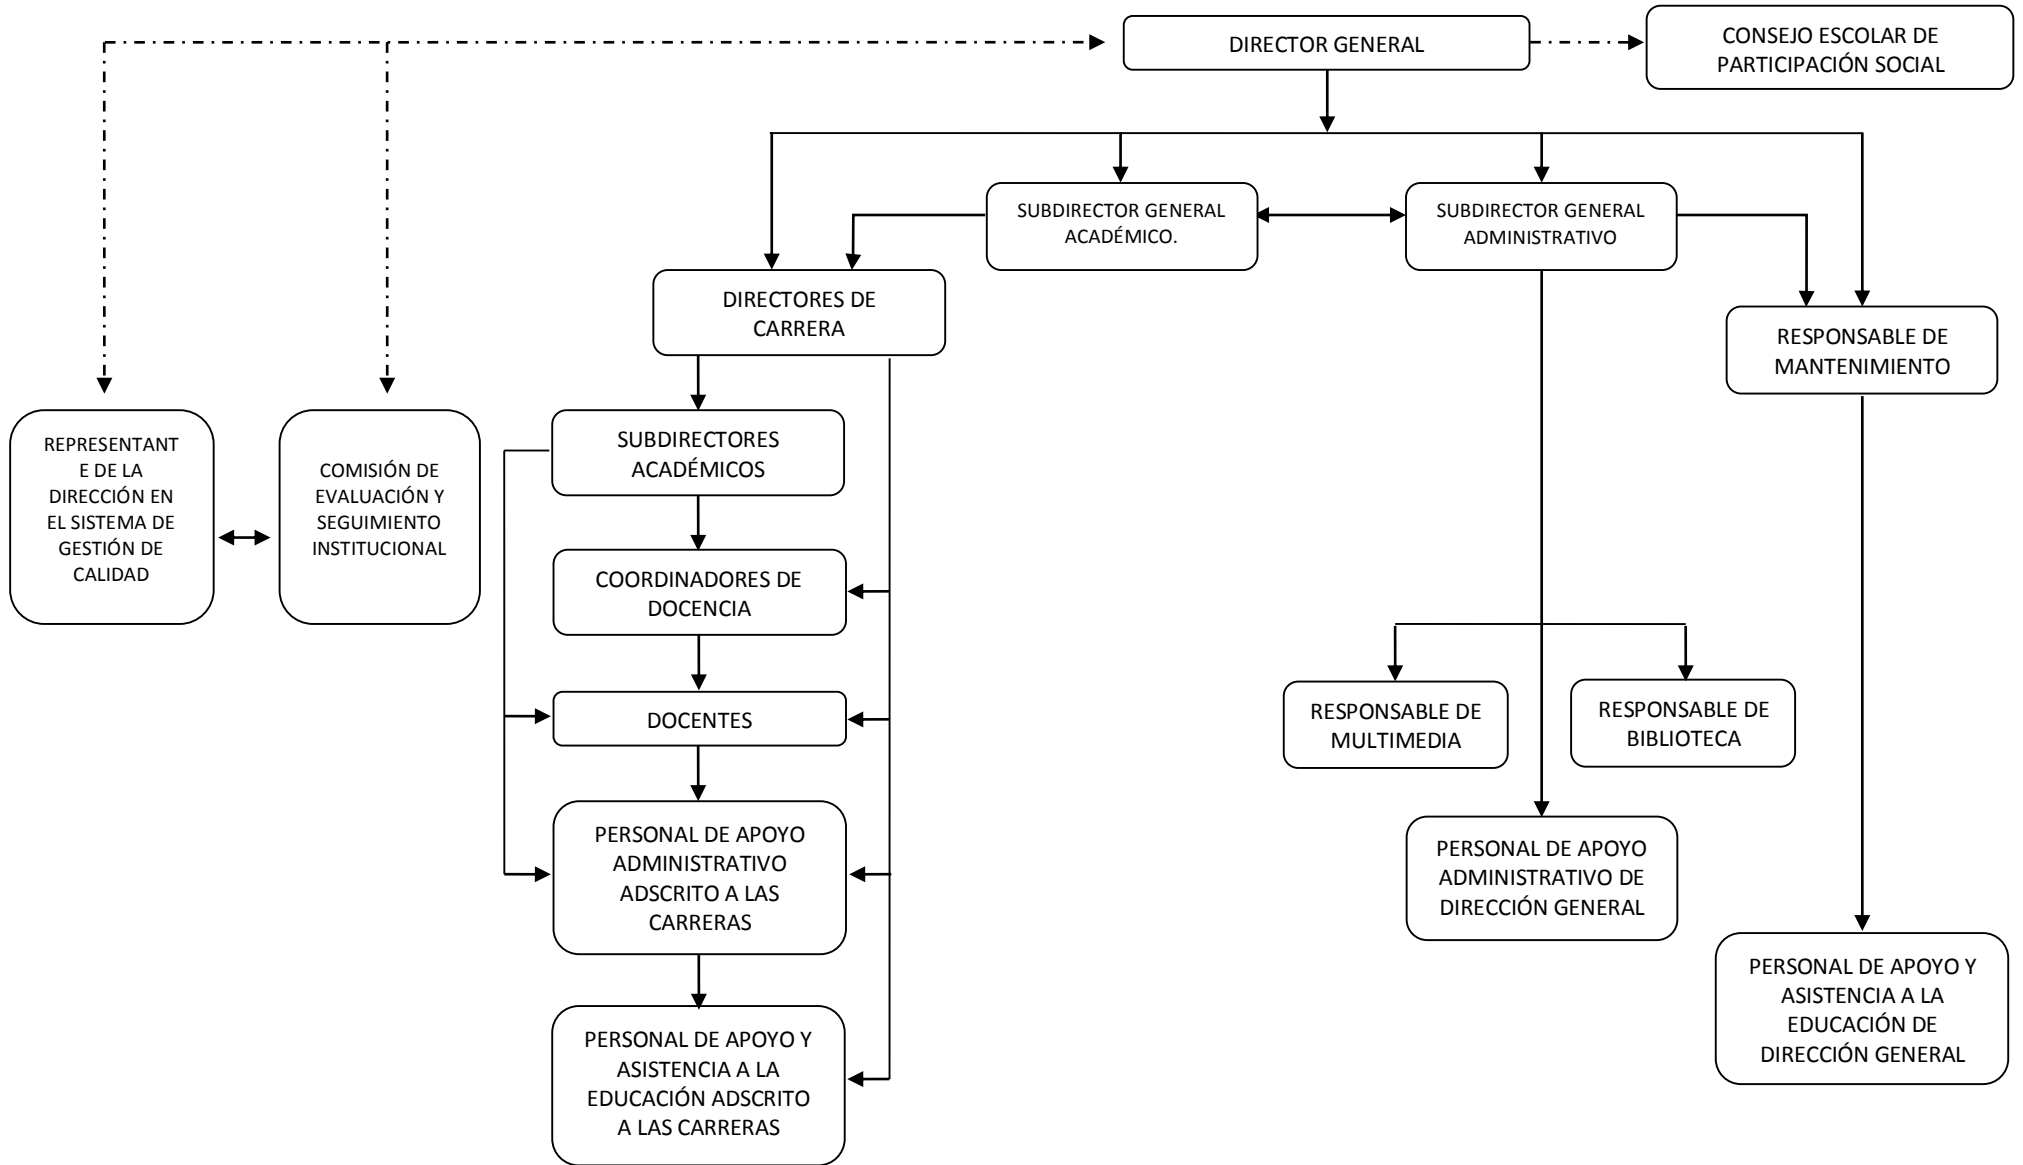 DIRECTOR GENERAL
CONSEJO ESCOLAR DE
PARTICIPACIÓN SOCIAL
SUBDIRECTOR GENERAL
ACADÉMICO.
SUBDIRECTOR GENERAL
ADMINISTRATIVO
DIRECTORES DE
CARRERA
RESPONSABLE DE
MANTENIMIENTO
REPRESENTANT
E DE LA
DIRECCIÓN EN
EL SISTEMA DE
GESTIÓN DE
CALIDAD
COMISIÓN DE
EVALUACIÓN Y
SEGUIMIENTO
INSTITUCIONAL
SUBDIRECTORES
ACADÉMICOS
COORDINADORES DE
DOCENCIA
DOCENTES
RESPONSABLE DE
MULTIMEDIA
RESPONSABLE DE
BIBLIOTECA
PERSONAL DE APOYO
ADMINISTRATIVO
ADSCRITO A LAS
CARRERAS
PERSONAL DE APOYO
ADMINISTRATIVO DE
DIRECCIÓN GENERAL
PERSONAL DE APOYO Y
ASISTENCIA A LA
EDUCACIÓN DE
DIRECCIÓN GENERAL
PERSONAL DE APOYO Y
ASISTENCIA A LA
EDUCACIÓN ADSCRITO
A LAS CARRERAS